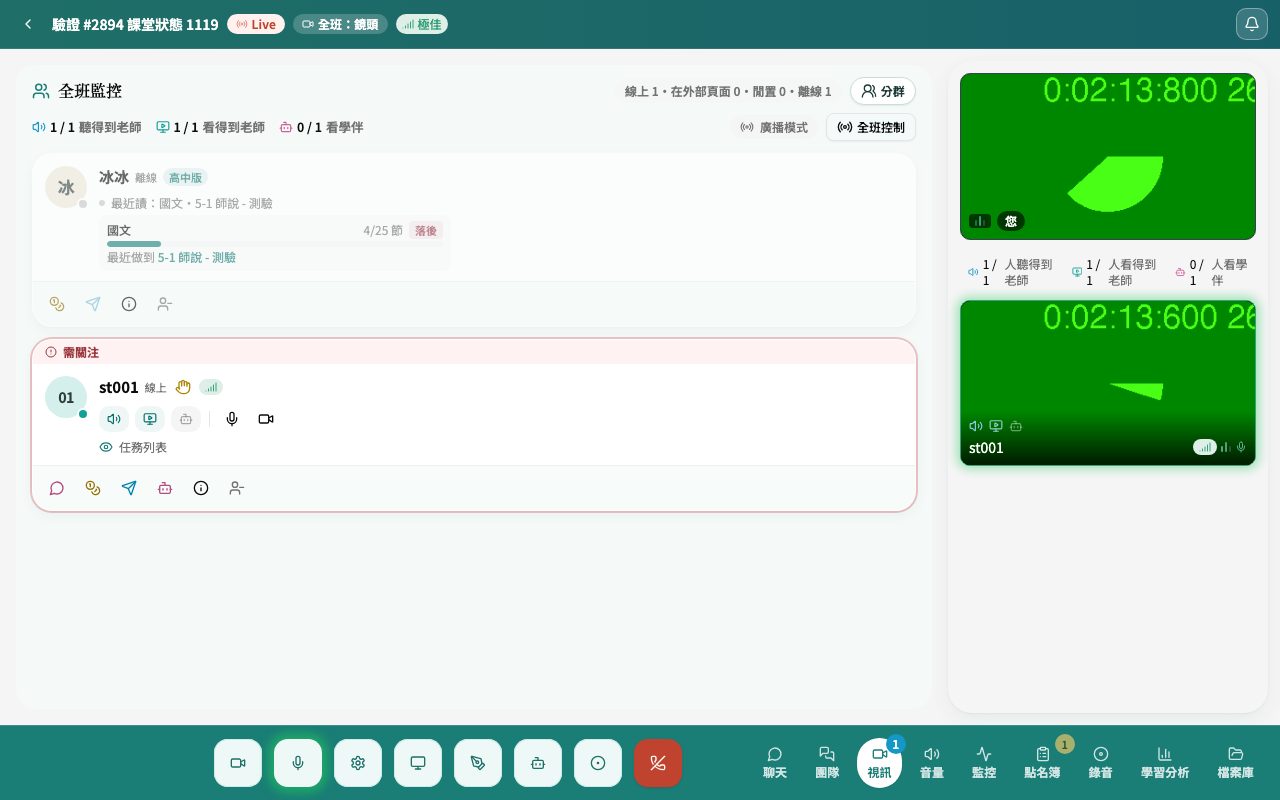 驗證 #2894 課堂狀態 1119 Live 全班：鏡頭 極佳
全班監控
線上 1・在外部頁面 0・閒置 0・離線 1
分群
1 / 1 聽得到老師 1 / 1 看得到老師 0 / 1 看學伴
廣播模式 全班控制
冰 冰冰 離線 高中版
最近讀：國文・5-1 師說 - 測驗
國文 4/25 節 落後
最近做到 5-1 師說 - 測驗
需關注
01 st001 線上
任務列表
0:02:13:800 26
您
1 / 1 人聽得到老師
1 / 1 人看得到老師
0 / 1 人看學伴
0:02:13:600 26
st001
聊天
團隊
視訊 1
音量
監控
點名簿 1
錄音
學習分析
檔案庫